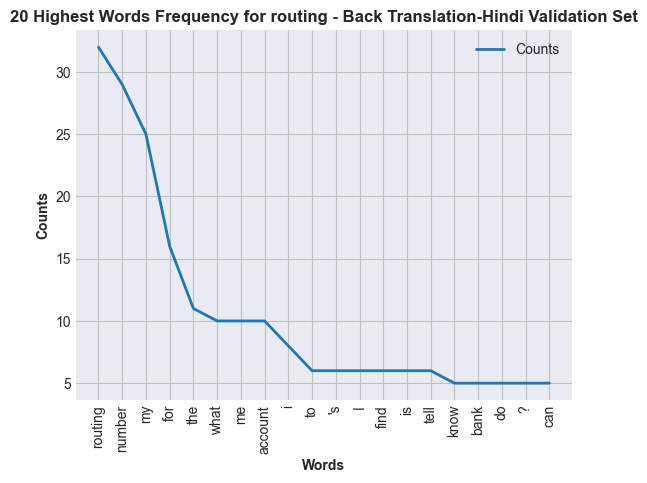 20 Highest Words Frequency for routing - Back Translation-Hindi Validation Set
Counts
30
25
20
15
10
5
Counts
routing
number
my
for
the
what
me
account
i
to
's
I
find
is
tell
know
bank
do
?
can
Words